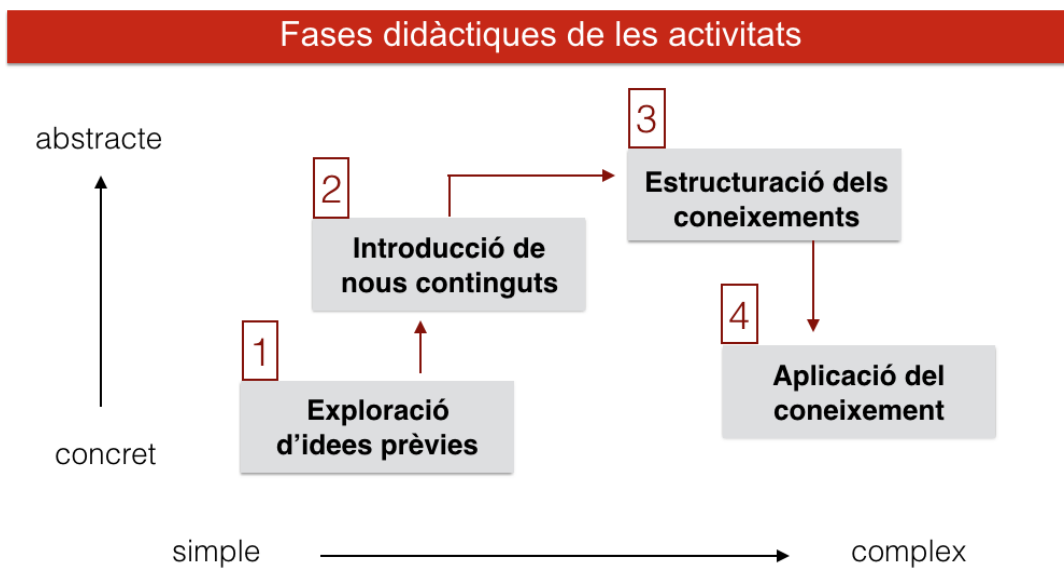 Fases didàctiques de les activitats
abstracte
3
Estructuració dels
coneixements
2
Introducció de
nous continguts
4
Aplicació del
coneixement
1
Exploració
d’idees prèvies
concret
simple
complex